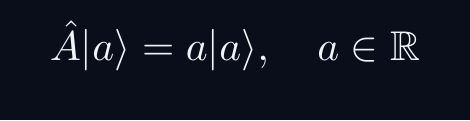 Â|a⟩ = a|a⟩, a ∈ ℝ